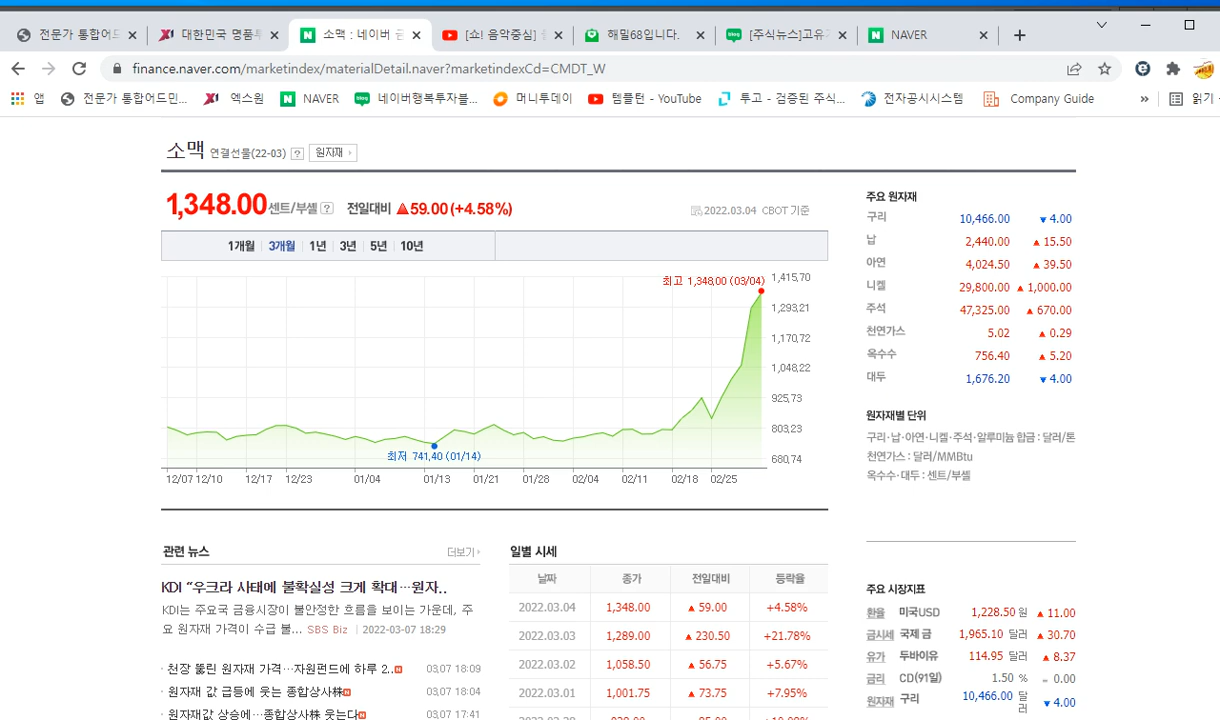 전문가 통합어드
대한민국 명품투
소맥 : 네이버 금
[쇼! 음악중심]
해밀68입니다.
[주식뉴스]고유가
NAVER
finance.naver.com/marketindex/materialDetail.naver?marketindexCd=CMDT_W
앱 전문가 통합어드민... 엑스원 NAVER 네이버행복투자블... 머니투데이 템플턴 - YouTube 투고 - 검증된 주식... 전자공시시스템 Company Guide » 읽기
소맥 연결선물(22-03) ? 원자재
1,348.00 센트/부셸 ? 전일대비 ▲59.00 (+4.58%)
2022.03.04 CBOT 기준
1개월 3개월 1년 3년 5년 10년
최고 1,348,00 (03/04)
1,415,70
1,293,21
1,170,72
1,048,22
925,73
803,23
680,74
최저 741,40 (01/14)
12/07 12/10 12/17 12/23 01/04 01/13 01/21 01/28 02/04 02/11 02/18 02/25
주요 원자재
구리 10,466.00 ▼ 4.00
납 2,440.00 ▲ 15.50
아연 4,024.50 ▲ 39.50
니켈 29,800.00 ▲ 1,000.00
주석 47,325.00 ▲ 670.00
천연가스 5.02 ▲ 0.29
옥수수 756.40 ▲ 5.20
대두 1,676.20 ▼ 4.00
원자재별 단위
구리·납·아연·니켈·주석·알루미늄 합금 : 달러/톤
천연가스 : 달러/MMBtu
옥수수·대두 : 센트/부셸
관련 뉴스 더보기
KDI “우크라 사태에 불확실성 크게 확대…원자..
KDI는 주요국 금융시장이 불안정한 흐름을 보이는 가운데, 주
요 원자재 가격이 수급 불... SBS Biz | 2022-03-07 18:29
· 천장 뚫린 원자재 가격…자원펀드에 하루 2.. 03,07 18:09
· 원자재 값 급등에 웃는 종합상사株 03,07 18:04
· 원자재값 상승에…종합상사株 웃는다 03,07 17:41
일별 시세
날짜 종가 전일대비 등락율
2022.03.04 1,348.00 ▲ 59.00 +4.58%
2022.03.03 1,289.00 ▲ 230.50 +21.78%
2022.03.02 1,058.50 ▲ 56.75 +5.67%
2022.03.01 1,001.75 ▲ 73.75 +7.95%
주요 시장지표
환율 미국USD 1,228.50 원 ▲ 11.00
금시세 국제 금 1,965.10 달러 ▲ 30.70
유가 두바이유 114.95 달러 ▲ 8.37
금리 CD(91일) 1.50 % - 0.00
원자재 구리 10,466.00 달러 ▼ 4.00